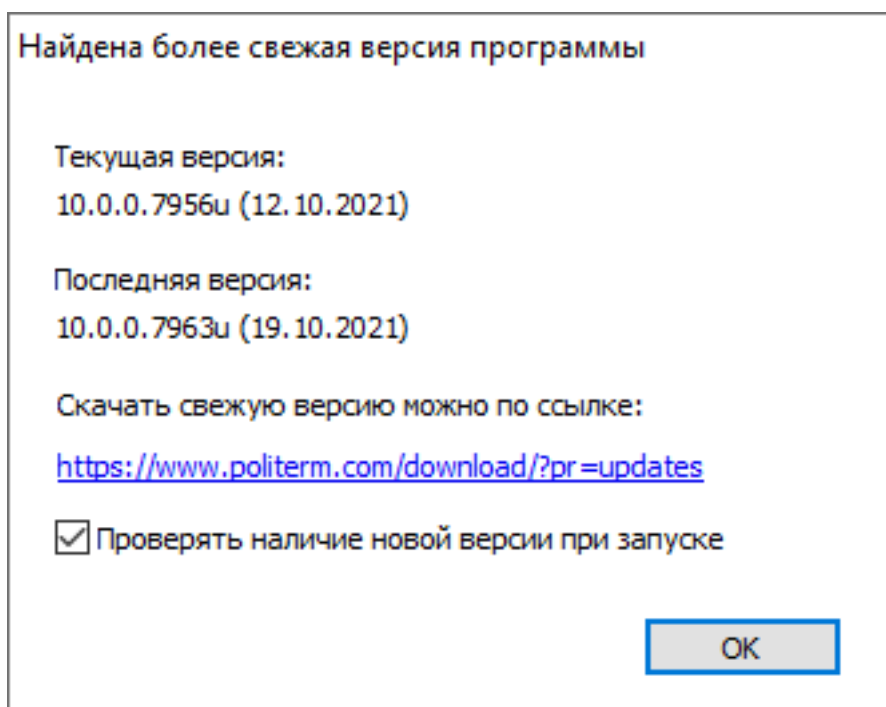 Найдена более свежая версия программы
Текущая версия:
10.0.0.7956u (12.10.2021)
Последняя версия:
10.0.0.7963u (19.10.2021)
Скачать свежую версию можно по ссылке:
https://www.politerm.com/download/?pr=updates
Проверять наличие новой версии при запуске
OK